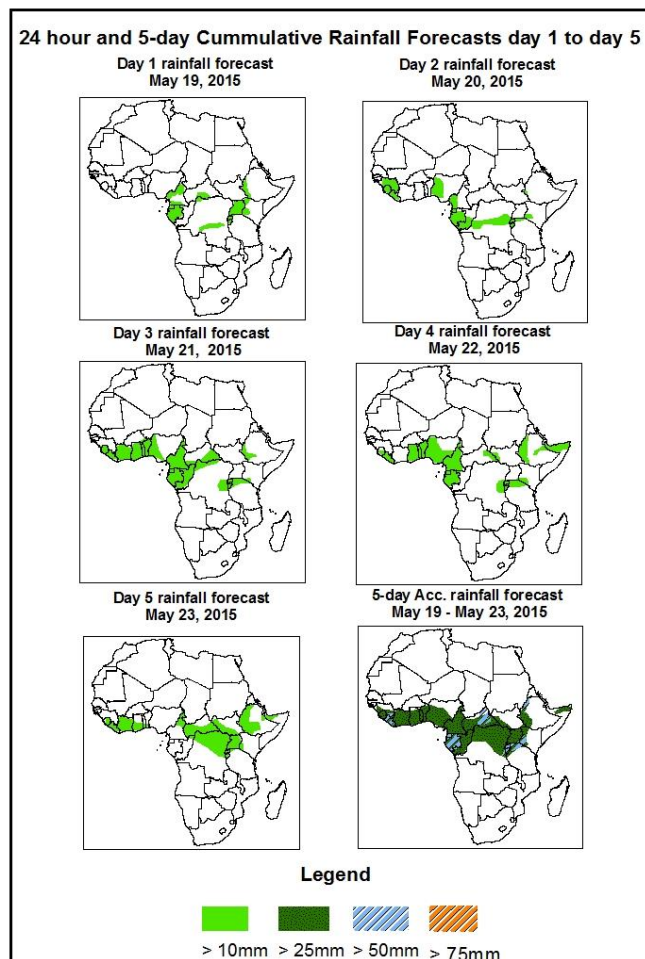 24 hour and 5-day Cummulative Rainfall Forecasts day 1 to day 5
Day 1 rainfall forecast
May 19, 2015
Day 2 rainfall forecast
May 20, 2015
Day 3 rainfall forecast
May 21, 2015
Day 4 rainfall forecast
May 22, 2015
Day 5 rainfall forecast
May 23, 2015
5-day Acc. rainfall forecast
May 19 - May 23, 2015
Legend
> 10mm > 25mm > 50mm > 75mm